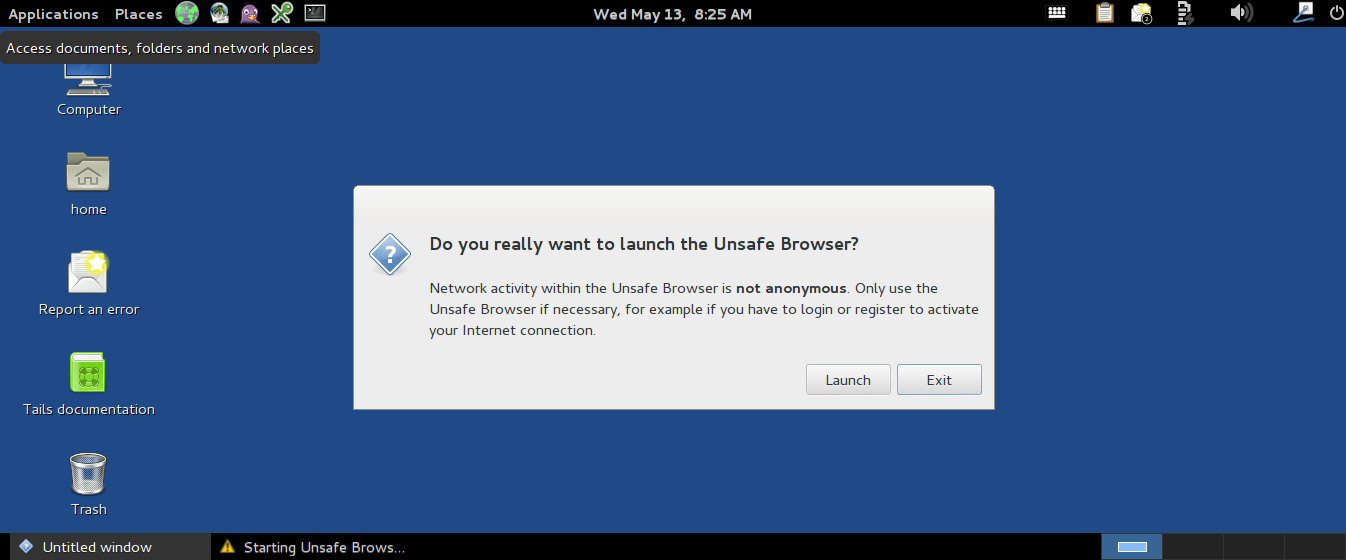 Applications Places Wed May 13, 8:25 AM 2
Access documents, folders and network places
Computer
home
Report an error
Tails documentation
Trash
Do you really want to launch the Unsafe Browser?
Network activity within the Unsafe Browser is not anonymous. Only use the
Unsafe Browser if necessary, for example if you have to login or register to activate
your Internet connection.
Launch Exit
Untitled window Starting Unsafe Brows...